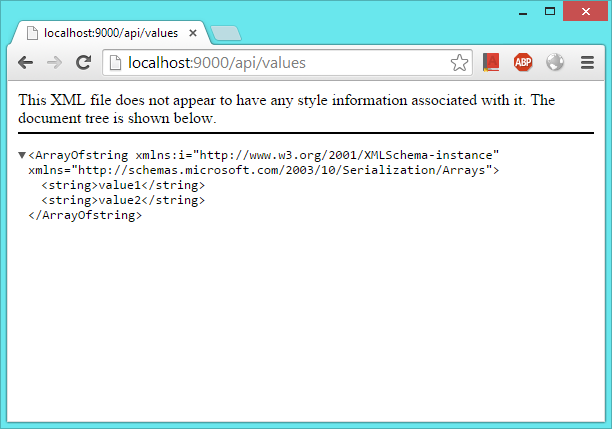 localhost:9000/api/values
localhost:9000/api/values
ABP
This XML file does not appear to have any style information associated with it. The
document tree is shown below.
<ArrayOfstring xmlns:i="http://www.w3.org/2001/XMLSchema-instance"
xmlns="http://schemas.microsoft.com/2003/10/Serialization/Arrays">
<string>value1</string>
<string>value2</string>
</ArrayOfstring>